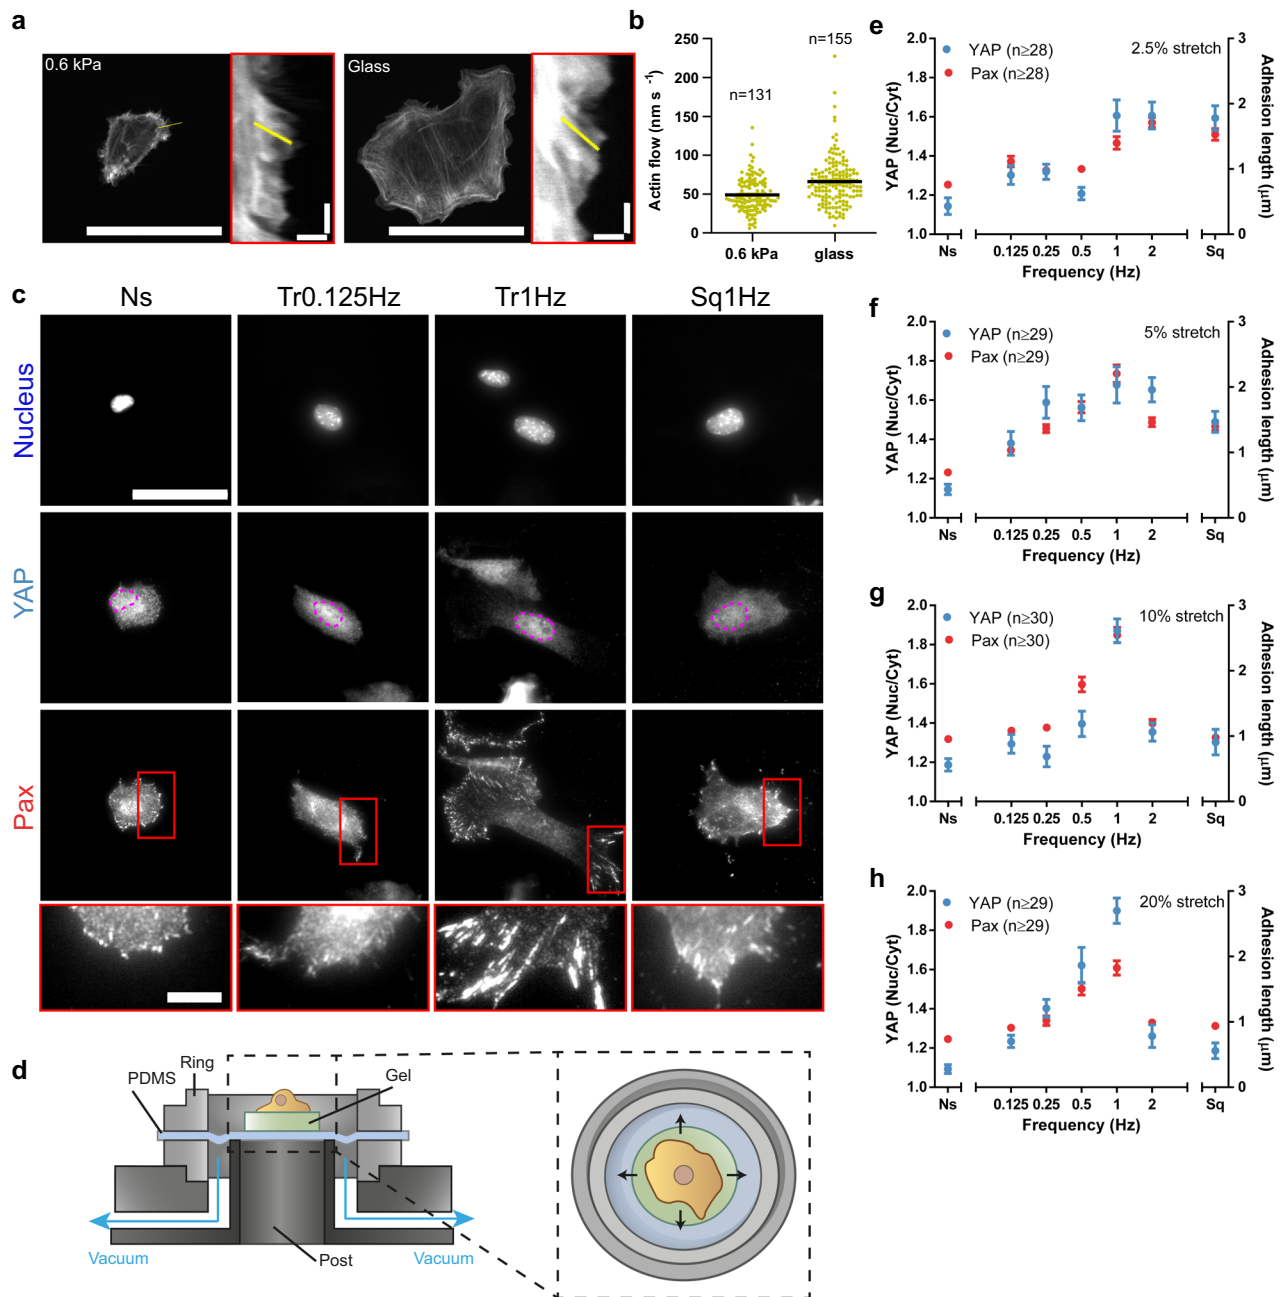 a
0.6 kPa
Glass
b
250
200
150
100
50
0
Actin flow (nm s⁻¹)
n=131
n=155
0.6 kPa
glass
c
Ns
Tr0.125Hz
Tr1Hz
Sq1Hz
Nucleus
YAP
Pax
d
PDMS
Ring
Gel
Vacuum
Post
Vacuum
e
2.0
1.8
1.6
1.4
1.2
1.0
YAP (Nuc/Cyt)
YAP (n≥28)
Pax (n≥28)
2.5% stretch
3
2
1
0
Adhesion length (μm)
Ns
0.125 0.25 0.5 1 2
Sq
Frequency (Hz)
f
2.0
1.8
1.6
1.4
1.2
1.0
YAP (Nuc/Cyt)
YAP (n≥29)
Pax (n≥29)
5% stretch
3
2
1
0
Adhesion length (μm)
Ns
0.125 0.25 0.5 1 2
Sq
Frequency (Hz)
g
2.0
1.8
1.6
1.4
1.2
1.0
YAP (Nuc/Cyt)
YAP (n≥30)
Pax (n≥30)
10% stretch
3
2
1
0
Adhesion length (μm)
Ns
0.125 0.25 0.5 1 2
Sq
Frequency (Hz)
h
2.0
1.8
1.6
1.4
1.2
1.0
YAP (Nuc/Cyt)
YAP (n≥29)
Pax (n≥29)
20% stretch
3
2
1
0
Adhesion length (μm)
Ns
0.125 0.25 0.5 1 2
Sq
Frequency (Hz)